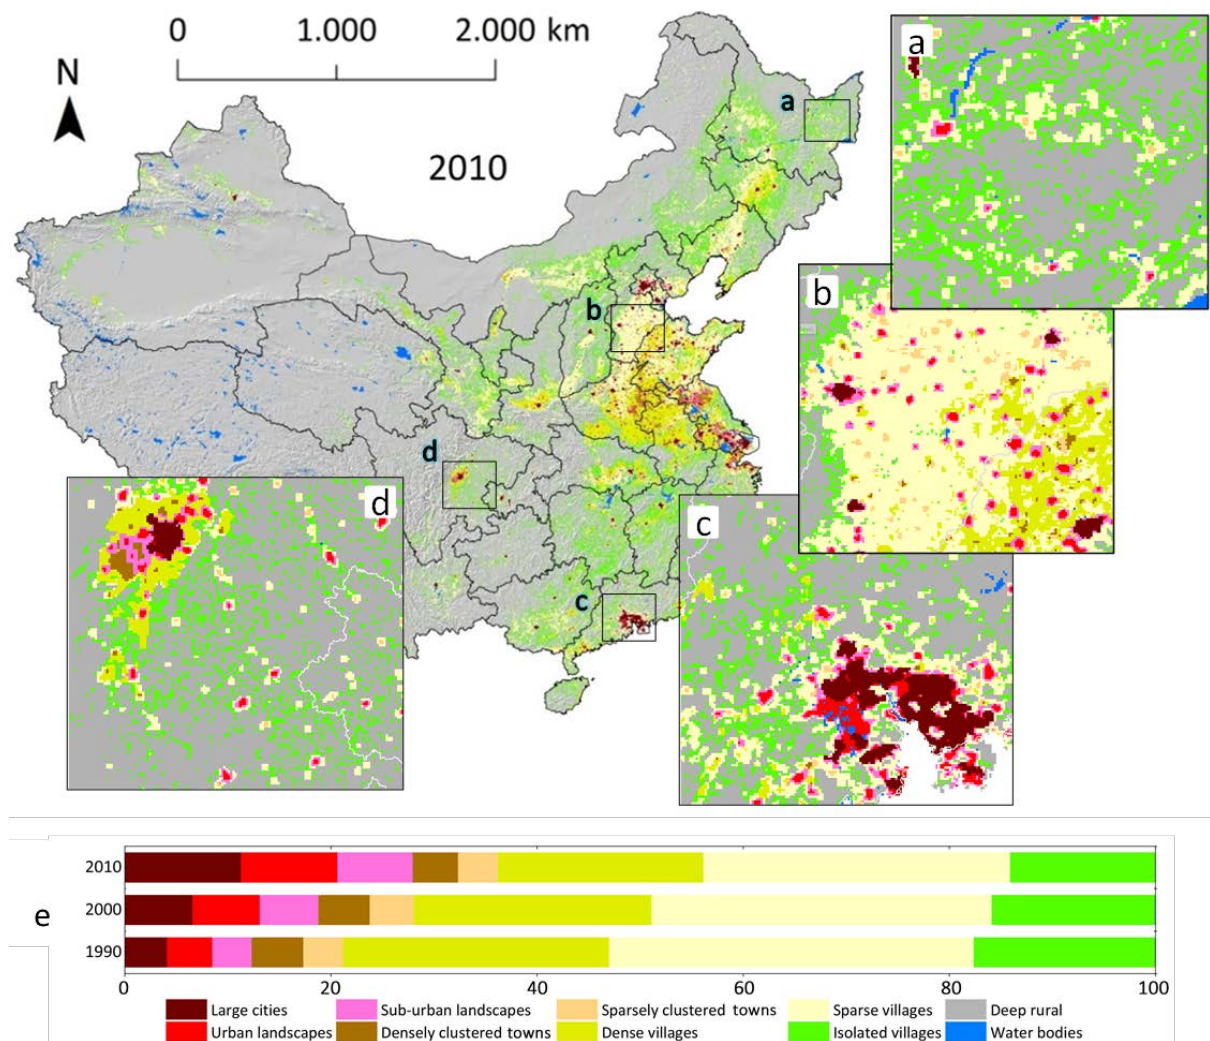 0 1.000 2.000 km
N
2010
a
b
c
d
a
b
c
d
e
2010
2000
1990
0 20 40 60 80 100
Large cities Sub-urban landscapes Sparsely clustered towns Sparse villages Deep rural
Urban landscapes Densely clustered towns Dense villages Isolated villages Water bodies